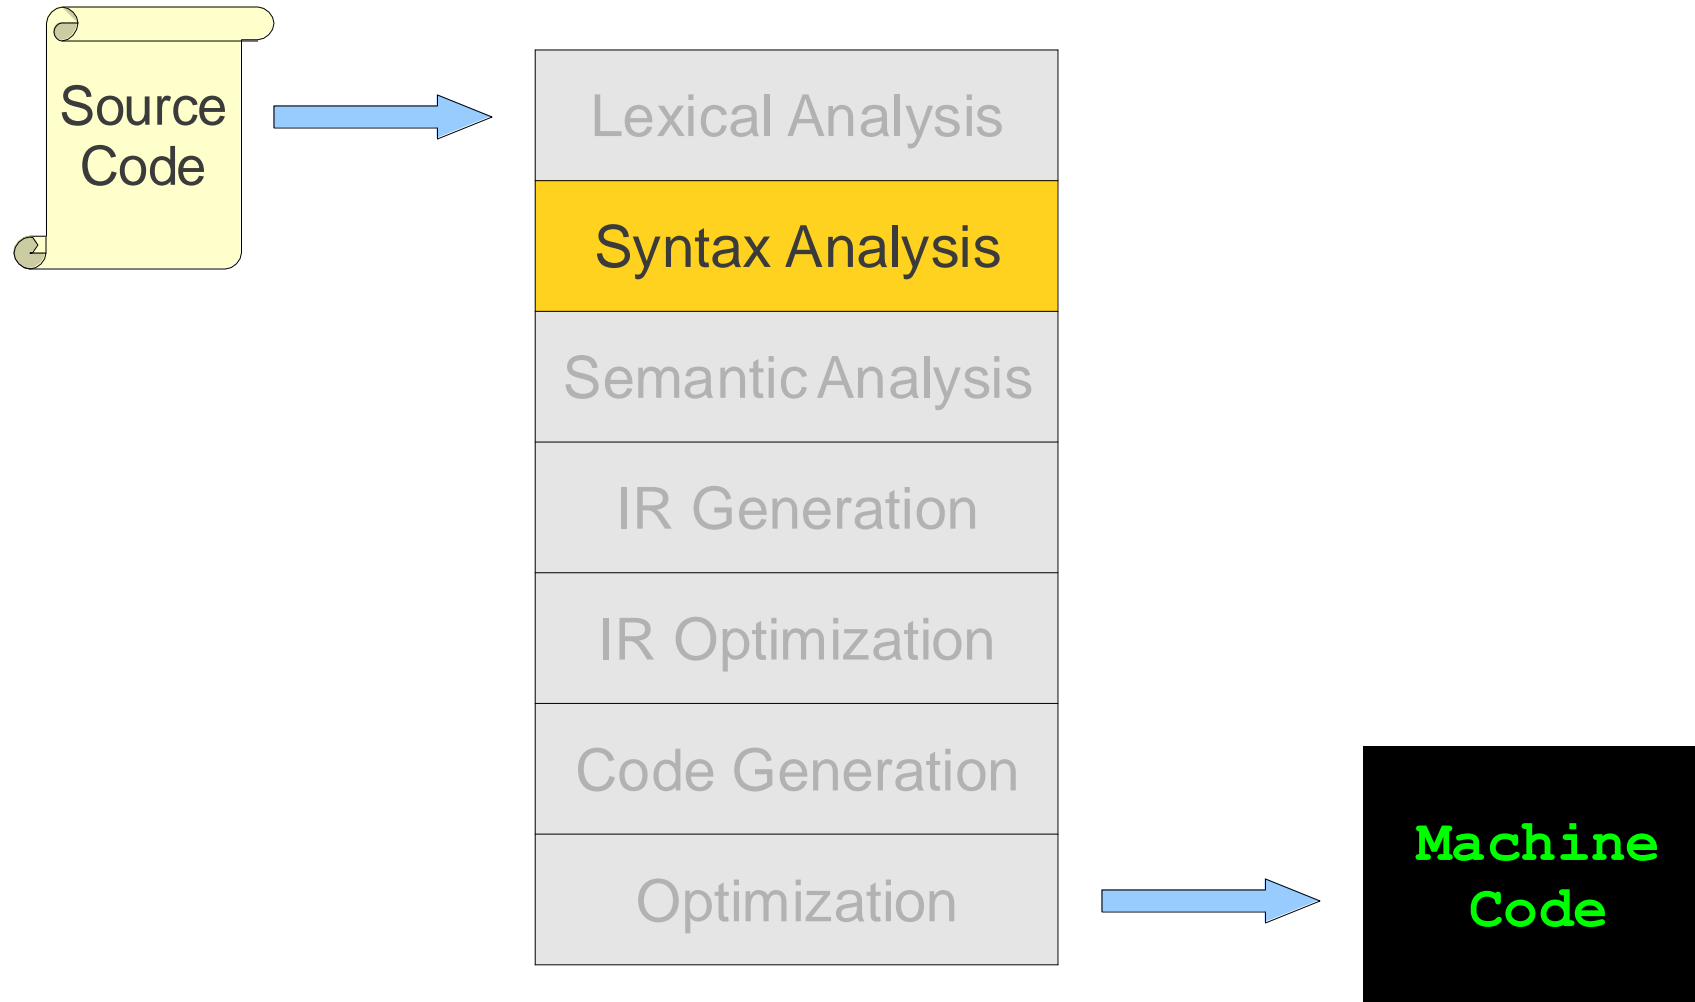 Source
Code
Lexical Analysis
Syntax Analysis
Semantic Analysis
IR Generation
IR Optimization
Code Generation
Optimization
Machine
Code